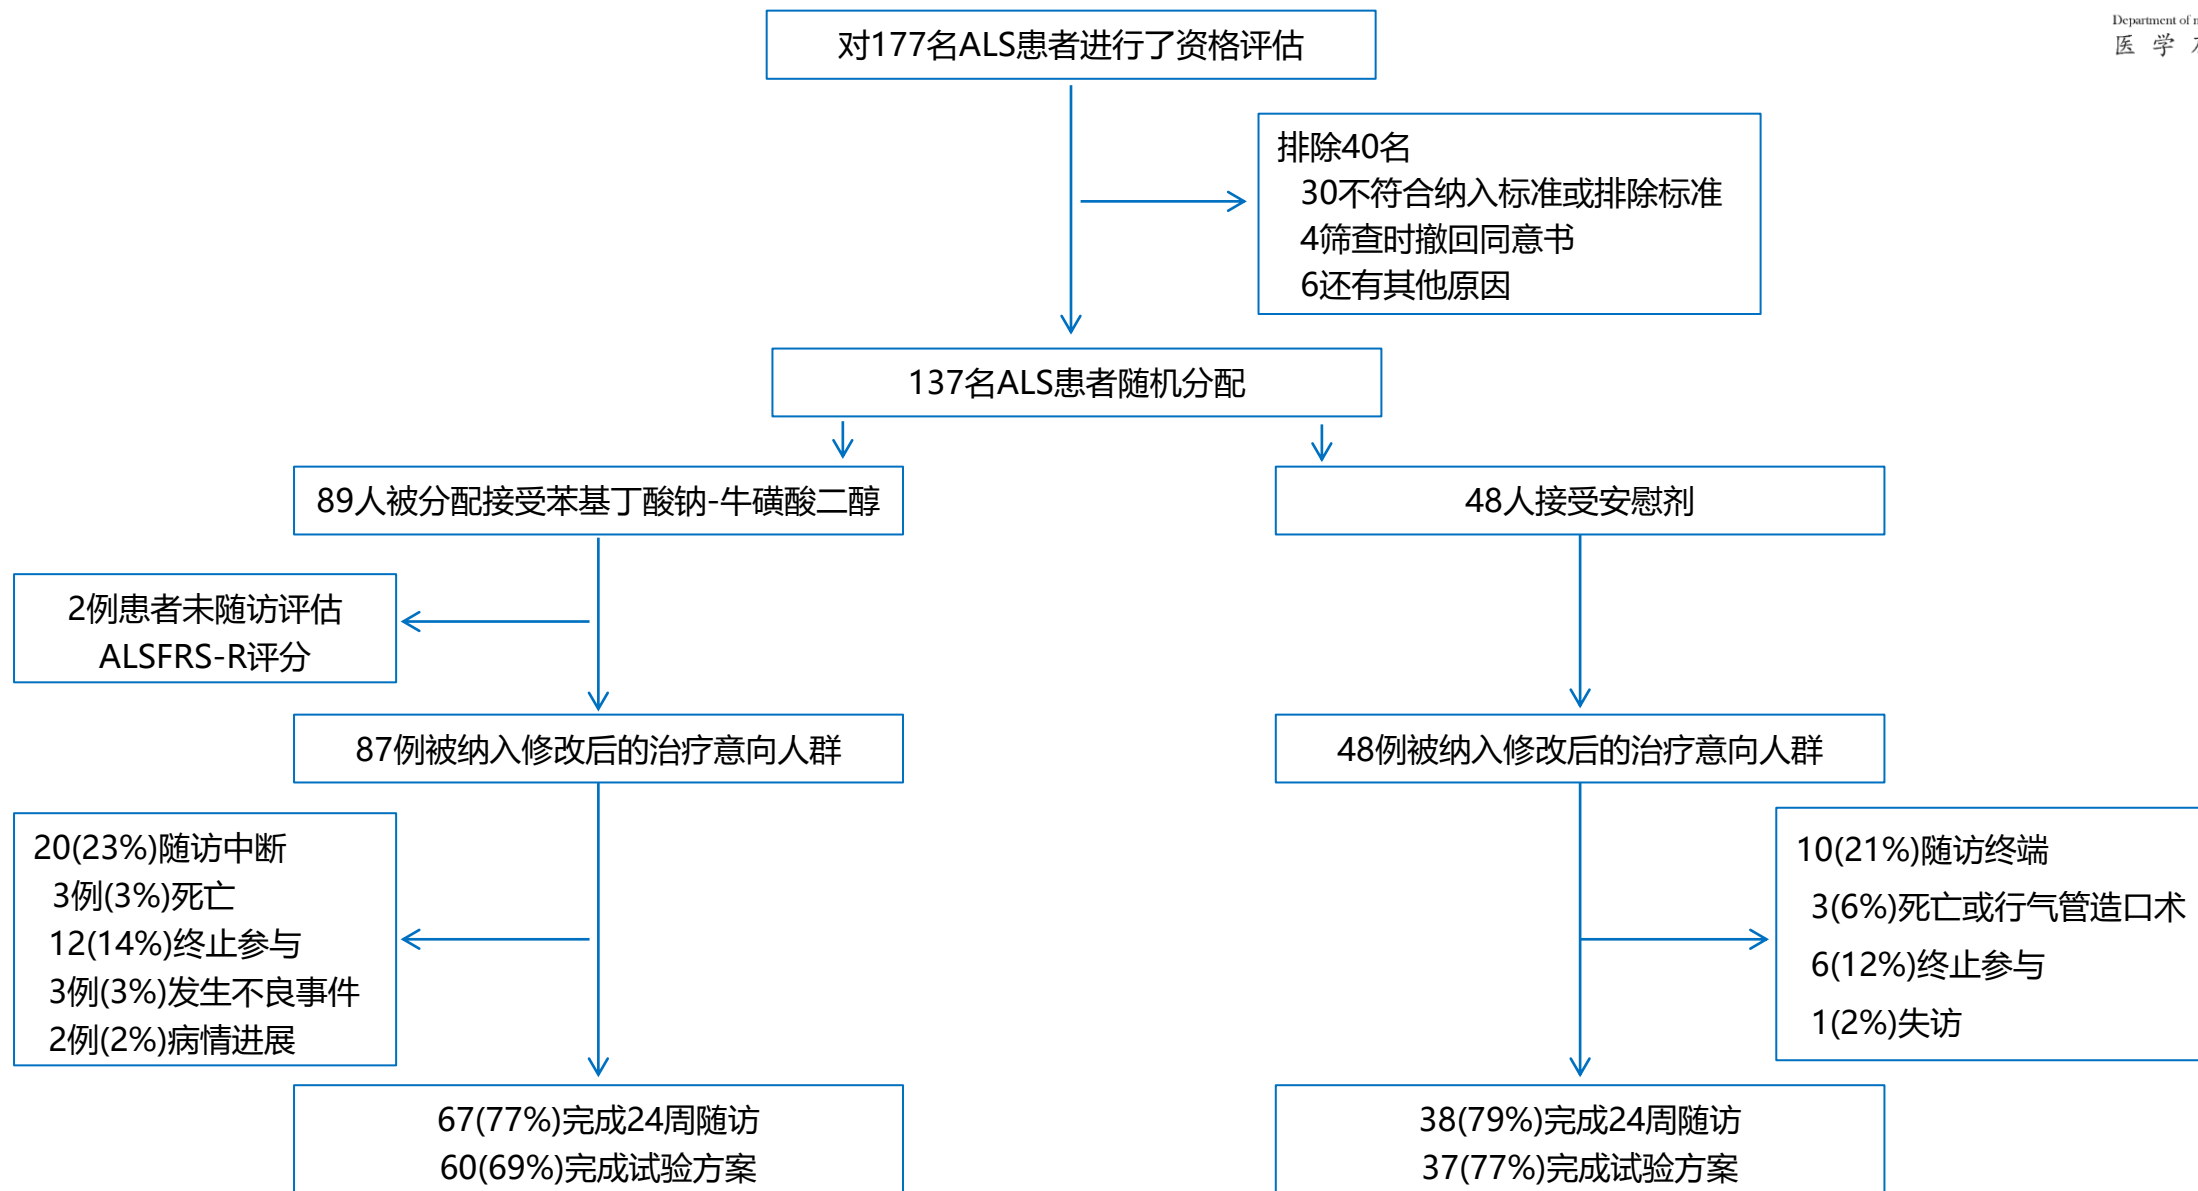 Department of
医学
对177名ALS患者进行了资格评估
排除40名
30不符合纳入标准或排除标准
4筛查时撤回同意书
6还有其他原因
137名ALS患者随机分配
89人被分配接受苯基丁酸钠-牛磺酸二醇
48人接受安慰剂
2例患者未随访评估
ALSFRS-R评分
87例被纳入修改后的治疗意向人群
48例被纳入修改后的治疗意向人群
20(23%)随访中断
3例(3%)死亡
12(14%)终止参与
3例(3%)发生不良事件
2例(2%)病情进展
10(21%)随访终端
3(6%)死亡或行气管造口术
6(12%)终止参与
1(2%)失访
67(77%)完成24周随访
60(69%)完成试验方案
38(79%)完成24周随访
37(77%)完成试验方案